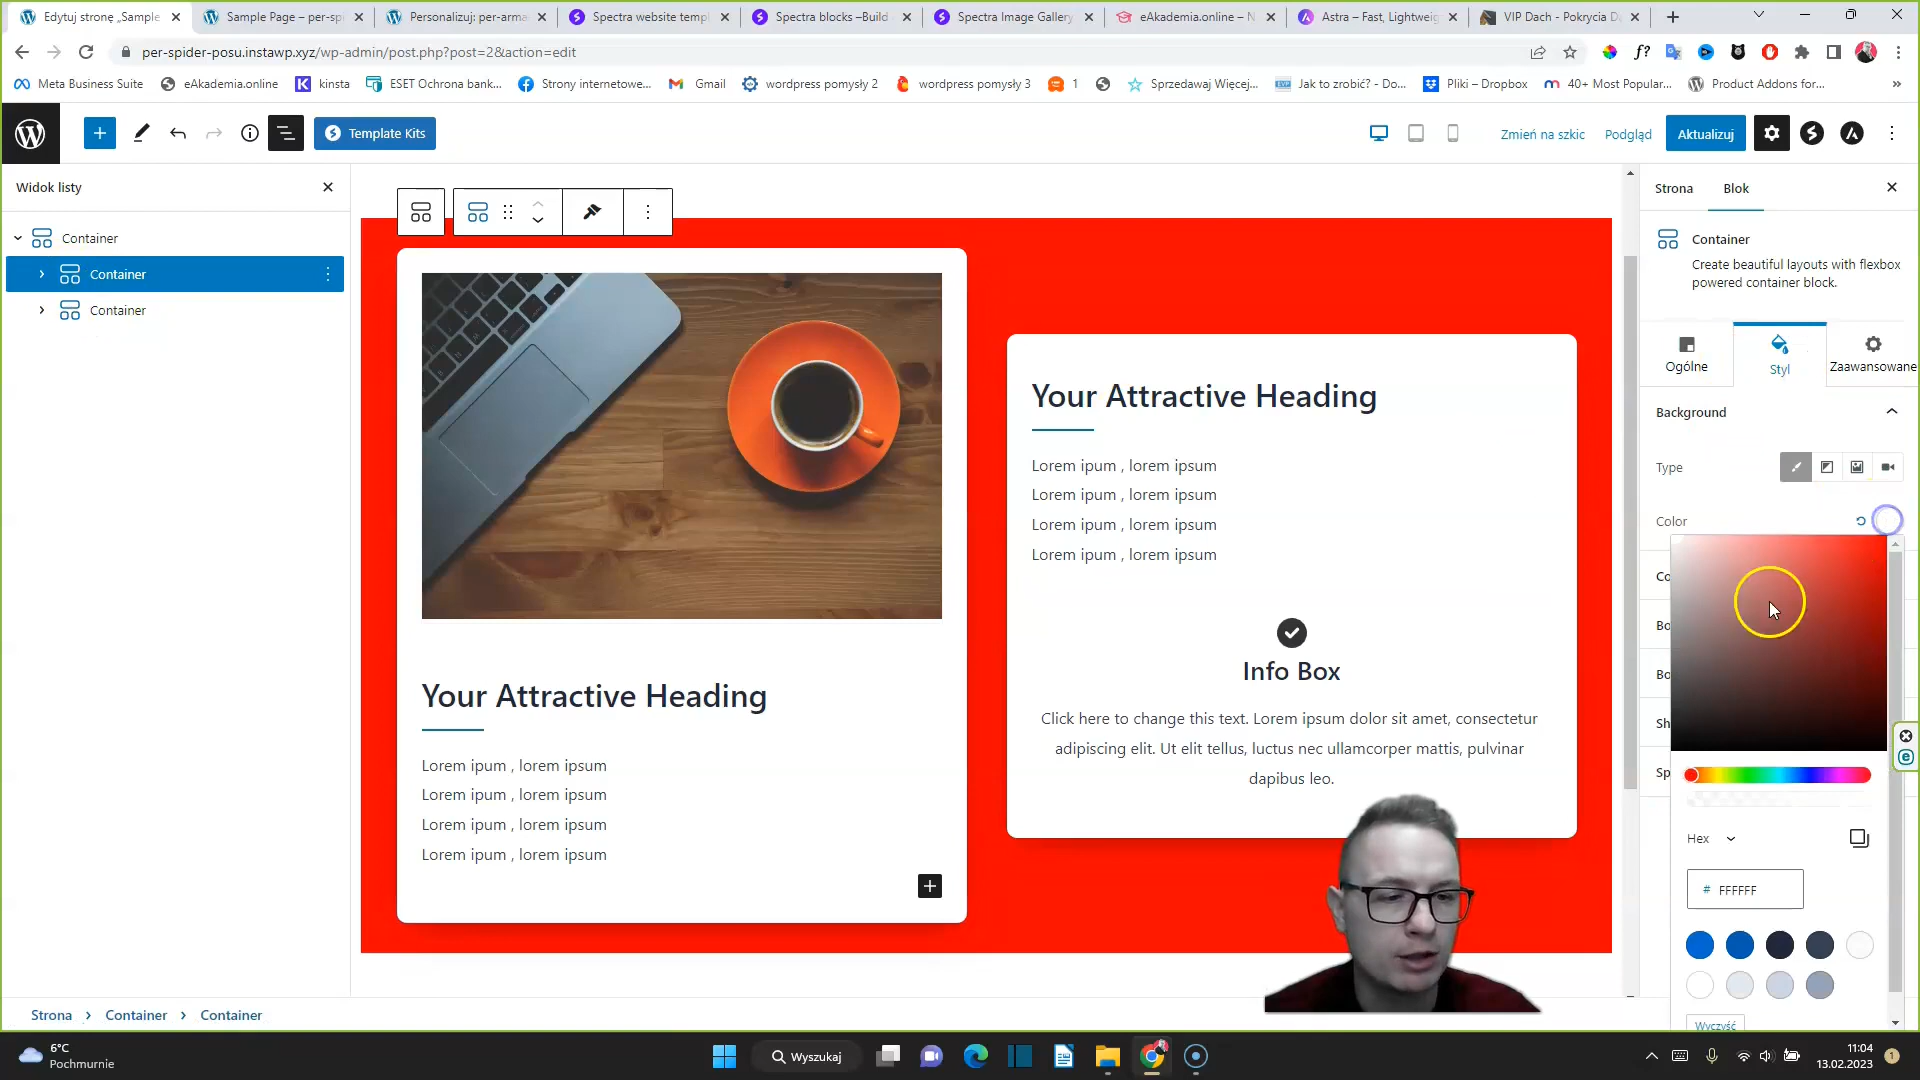 Edytuj stronę „Sample
Sample Page – per-spi
Personalizuj: per-arma
Spectra website templ
Spectra blocks –Build
Spectra Image Gallery
eAkademia.online – N
Astra – Fast, Lightweig
VIP Dach - Pokrycia D
per-spider-posu.instawp.xyz/wp-admin/post.php?post=2&action=edit
f?
Meta Business Suite
eAkademia.online
kinsta
ESET Ochrona bank...
Strony internetowe...
Gmail
wordpress pomysły 2
wordpress pomysły 3
1
Sprzedawaj Więcej,...
Jak to zrobić? - Do...
Pliki – Dropbox
40+ Most Popular...
Product Addons for...
»
Template Kits
Zmień na szkic
Podgląd
Aktualizuj
Widok listy
Container
Container
Container
Your Attractive Heading
Lorem ipum , lorem ipsum
Lorem ipum , lorem ipsum
Lorem ipum , lorem ipsum
Lorem ipum , lorem ipsum
Your Attractive Heading
Lorem ipum , lorem ipsum
Lorem ipum , lorem ipsum
Lorem ipum , lorem ipsum
Lorem ipum , lorem ipsum
Info Box
Click here to change this text. Lorem ipsum dolor sit amet, consectetur
adipiscing elit. Ut elit tellus, luctus nec ullamcorper mattis, pulvinar
dapibus leo.
Strona
Blok
Container
Create beautiful layouts with flexbox
powered container block.
Ogólne
Styl
Zaawansowane
Background
Type
Color
Co
Bo
Bo
Sh
Sp
Hex
# FFFFFF
Wyczyść
Strona
Container
Container
6°C
Pochmurnie
Wyszukaj
11:04
13.02.2023
1